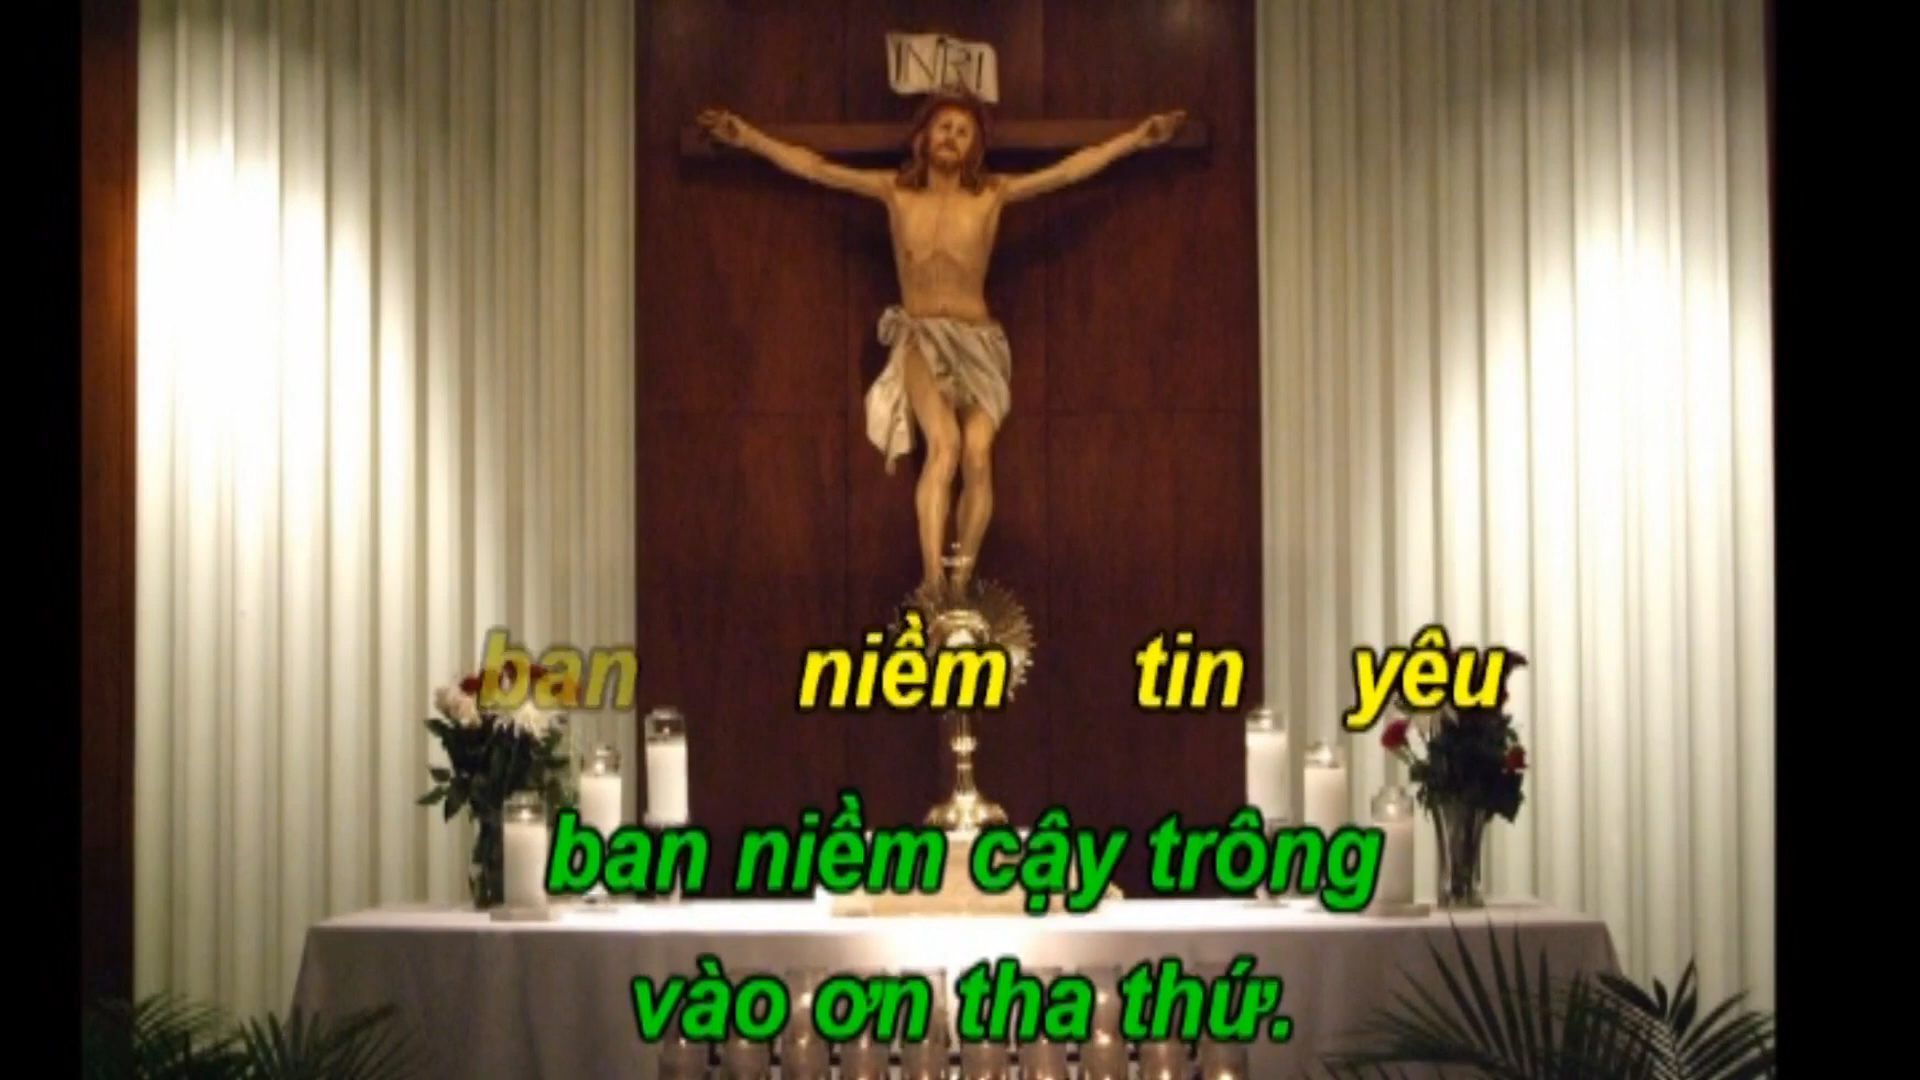 INRI
ban niềm tin yêu
ban niềm cậy trông
vào ơn tha thứ.